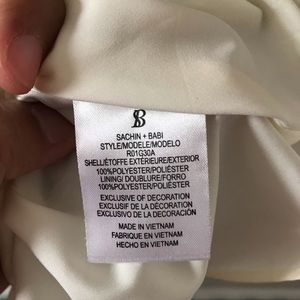 SB
SACHIN + BABI
STYLE/MODELE/MODELO
R01G30A
SHELL/ÉTOFFE EXTÉRIEURE/EXTERIOR
100%POLYESTER/POLIÉSTER
LINING/ DOUBLURE/FORRO
100%POLYESTER/POLIÉSTER
EXCLUSIVE OF DECORATION
EXCLUSIF DE LA DÉCORATION
EXCLUSIVO DE LA DECORACIÓN
MADE IN VIETNAM
FABRIQUE EN VIETNAM
HECHO EN VIETNAM